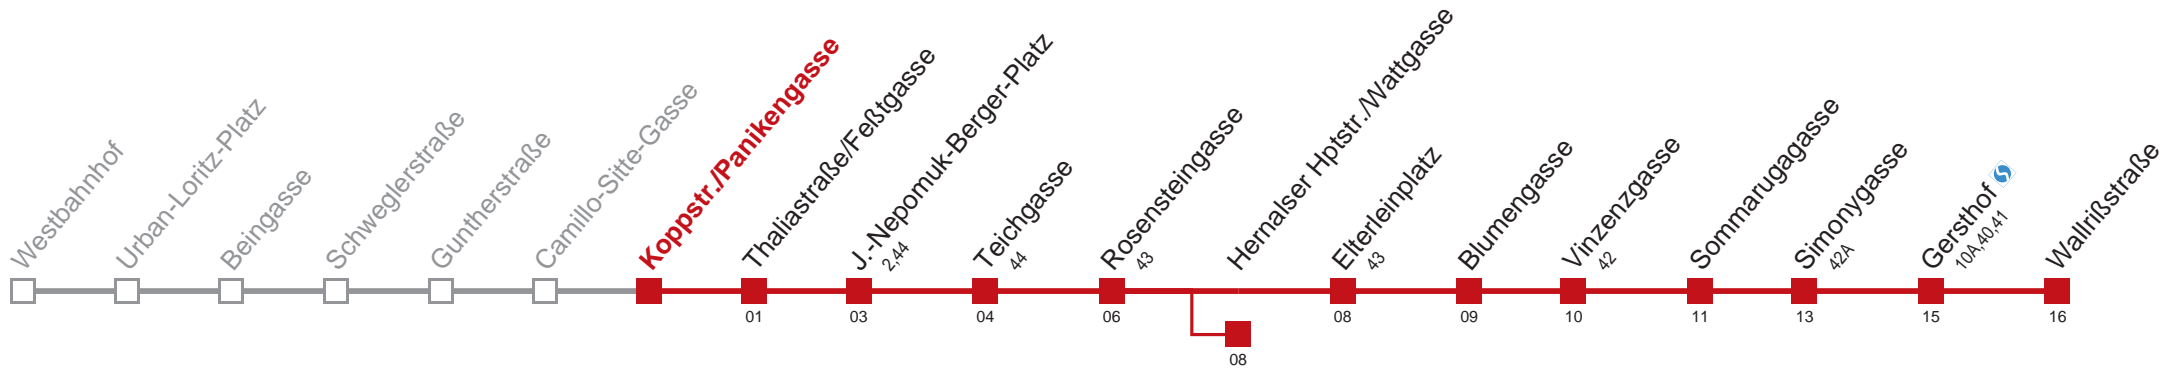 Westbahnhof
Urban-Loritz-Platz
Beingasse
Schweglerstraße
Guntherstraße
Camillo-Sitte-Gasse
Koppstr./Panikengasse
Thaliastraße/Feßtgasse
01
J.-Nepomuk-Berger-Platz
2,44
03
Teichgasse
44
04
Rosensteingasse
43
06
Hernalser Hptstr./Wattgasse
08
Elterleinplatz
43
08
Blumengasse
09
Vinzenzgasse
42
10
Sommarugagasse
11
Simonygasse
42A
13
Gersthof
10A,40,41
15
Wallrißstraße
16